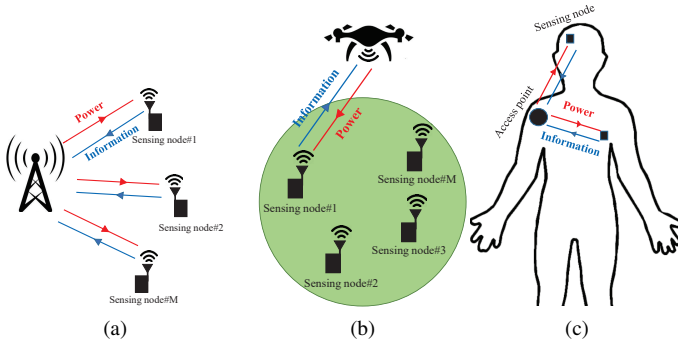 Power
Information
Sensing node#1
Sensing node#2
Sensing node#M
(a)
Information
Power
Sensing node#M
Sensing node#1
Sensing node#3
Sensing node#2
(b)
Sensing node
Access point
Power
Information
(c)